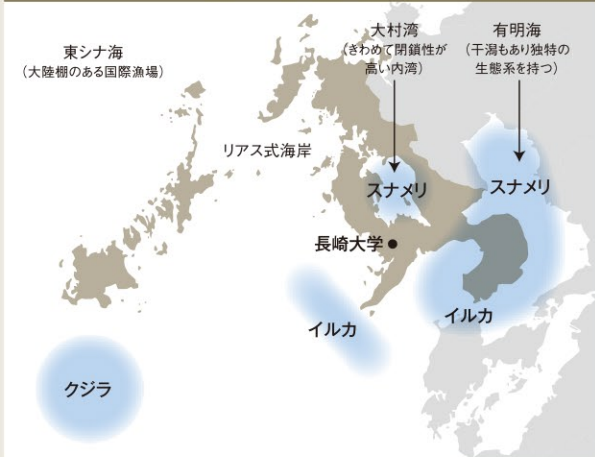 大村湾
(きわめて閉鎖性が
高い内湾)
有明海
(干潟もあり独特の
生態系を持つ)
東シナ海
(大陸棚のある国際漁場)
リアス式海岸
スナメリ
スナメリ
長崎大学
イルカ
イルカ
クジラ